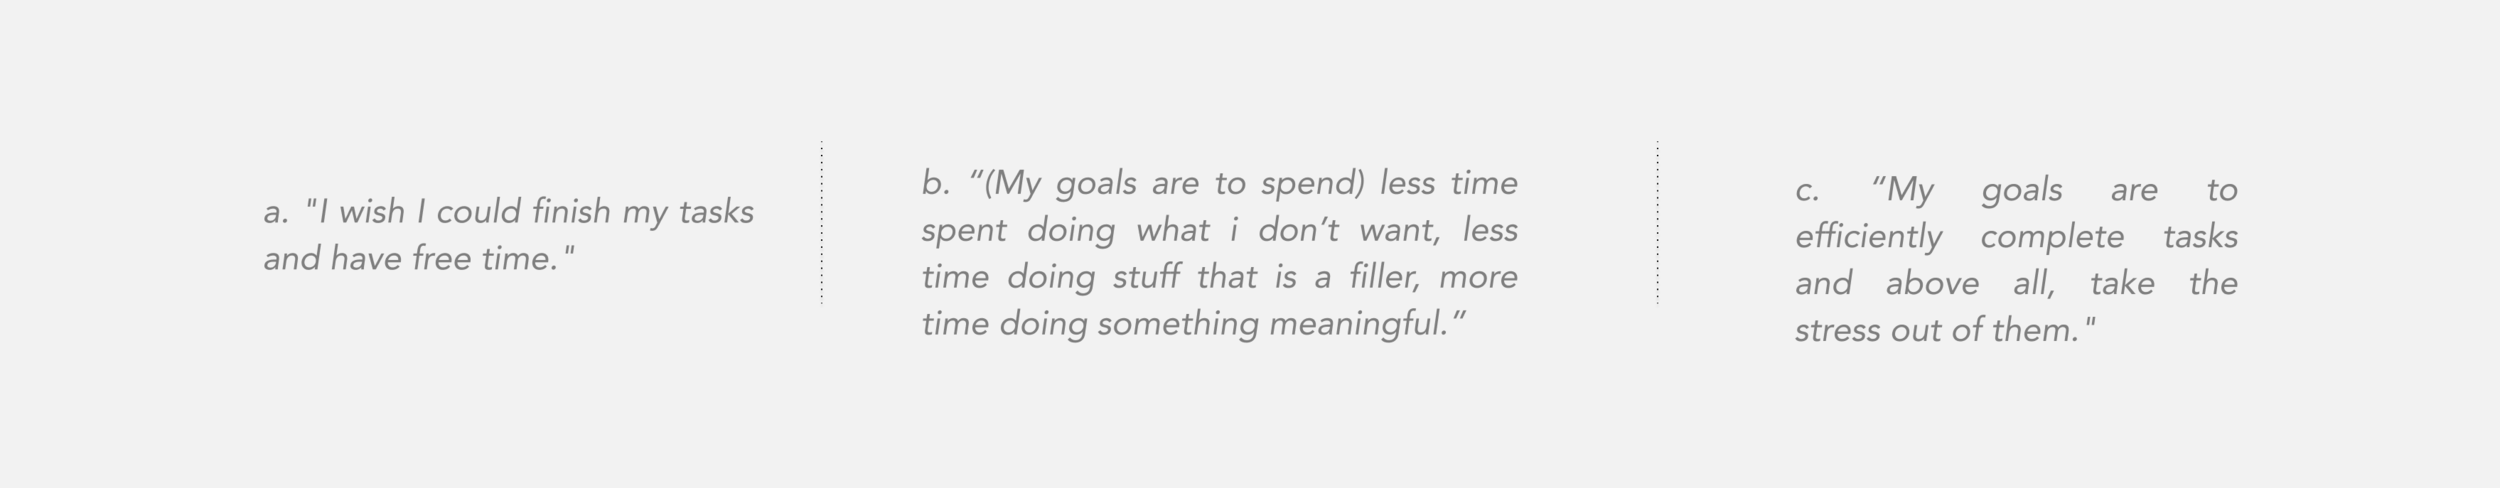 a. "I wish I could finish my tasks
and have free time."
b. “(My goals are to spend) less time
spent doing what i don’t want, less
time doing stuff that is a filler, more
time doing something meaningful.”
c. “My goals are to
efficiently complete tasks
and above all, take the
stress out of them."